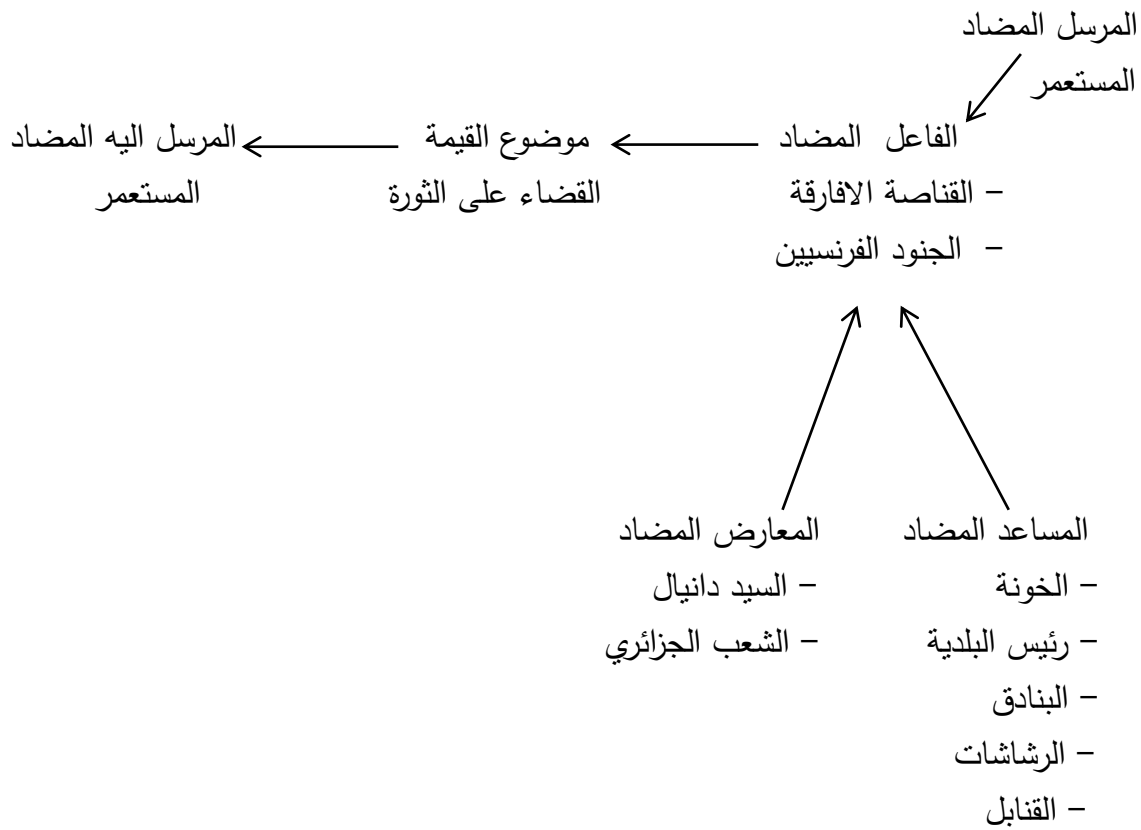 المرسل المضاد
المستعمر
الفاعل المضاد
موضوع القيمة
المرسل اليه المضاد
– القناصة الافارقة
القضاء على الثورة
المستعمر
– الجنود الفرنسيين
المساعد المضاد
المعارض المضاد
– الخونة
– السيد دانيال
– رئيس البلدية
– الشعب الجزائري
– البنادق
– الرشاشات
– القنابل